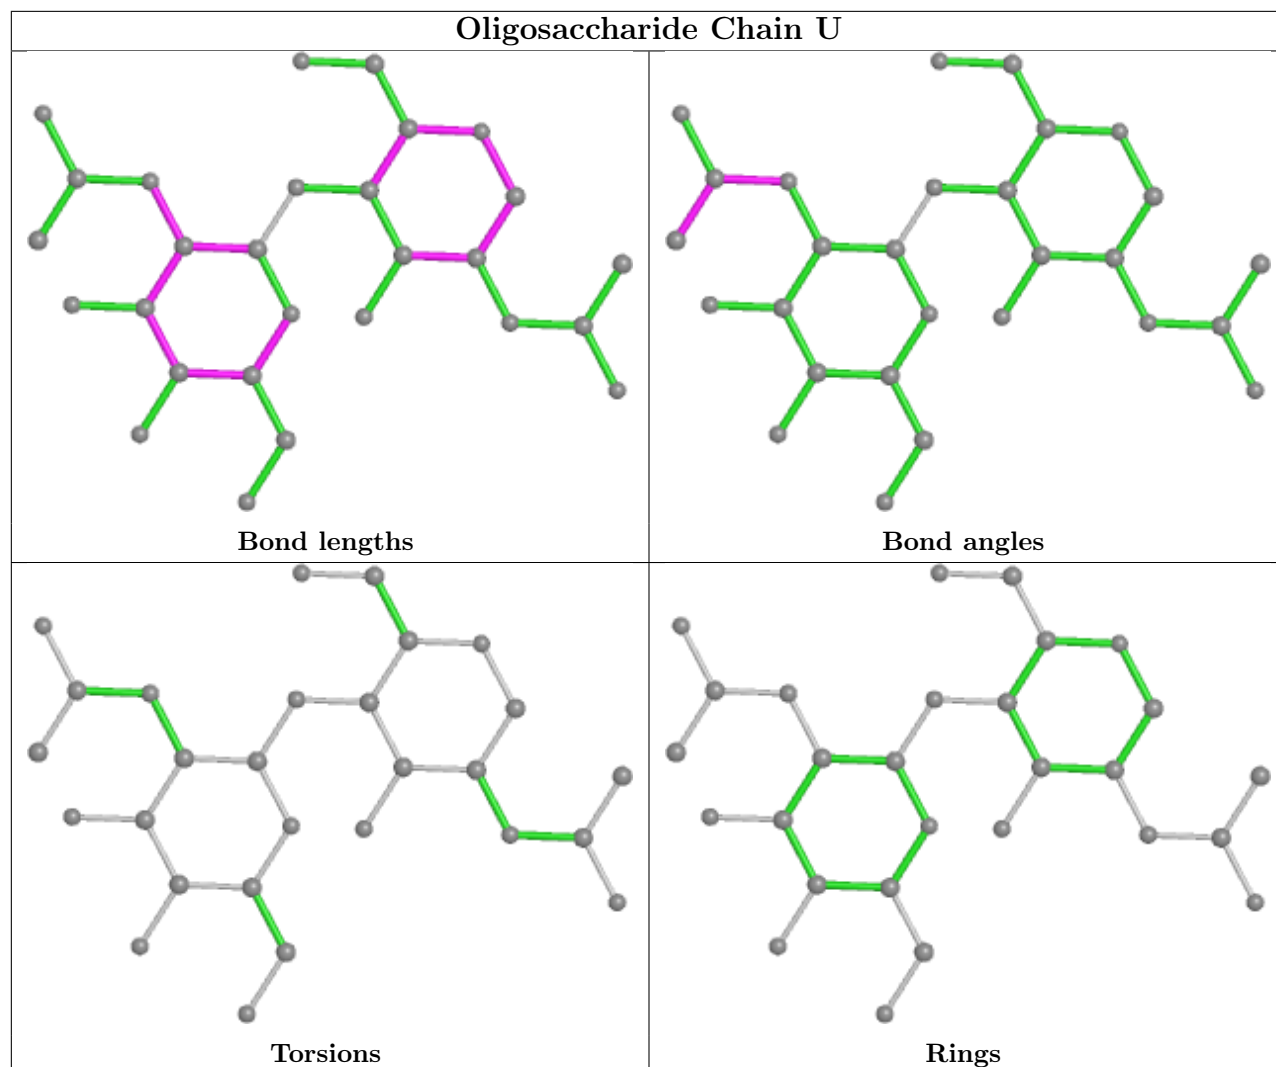 Oligosaccharide Chain U
Bond lengths
Bond angles
Torsions
Rings